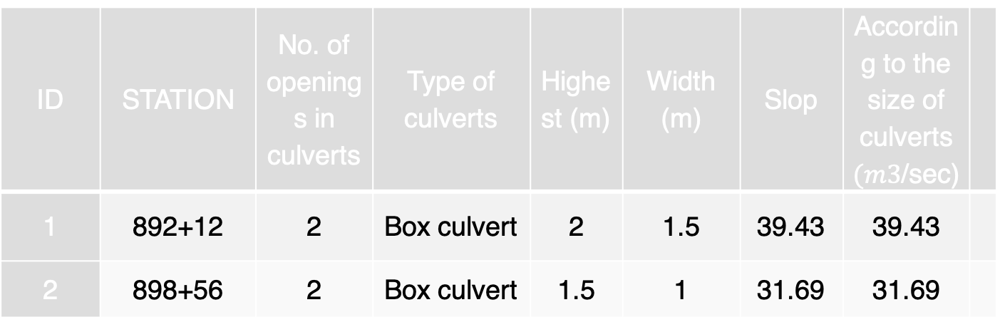 ID
STATION
No. of
opening
s in
culverts
Type of
culverts
Highe
st (m)
Width
(m)
Slop
Accordin
g to the
size of
culverts
(m3/sec)
1 892+12 2 Box culvert 2 1.5 39.43 39.43
2 898+56 2 Box culvert 1.5 1 31.69 31.69